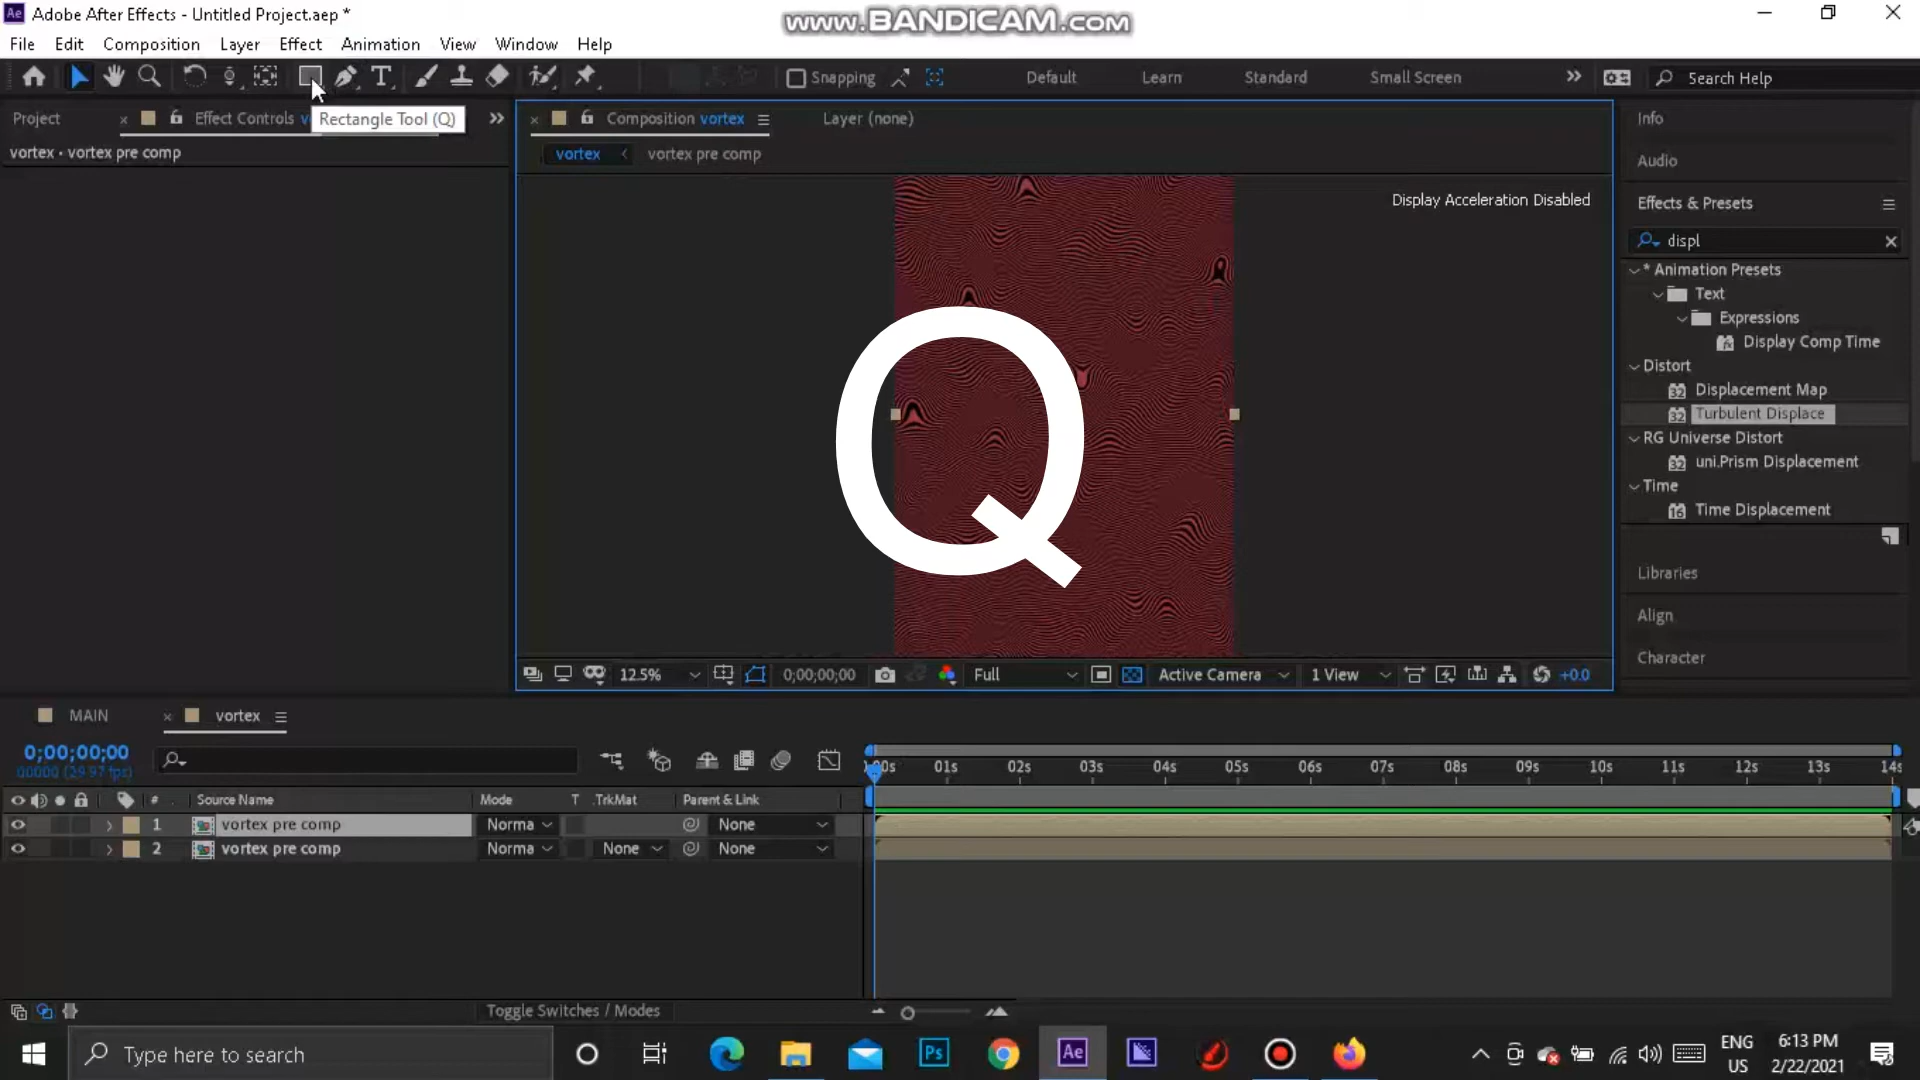 Adobe After Effects - Untitled Project.aep *
www.BANDICAM.com
File Edit Composition Layer Effect Animation View Window Help
Snapping Default Learn Standard Small Screen Search Help
Project Effect Controls Rectangle Tool (Q) Composition vortex Layer (none) Info
vortex • vortex pre comp
vortex vortex pre comp
Audio
Display Acceleration Disabled
Effects & Presets
displ
* Animation Presets
Text
Expressions
Display Comp Time
Distort
Displacement Map
Turbulent Displace
RG Universe Distort
uni.Prism Displacement
Time
Time Displacement
Q
Libraries
Align
Character
12.5% 0;00;00;00 Full Active Camera 1 View +0.0
MAIN vortex
0;00;00;00
00000 (29.97 fps)
:00s 01s 02s 03s 04s 05s 06s 07s 08s 09s 10s 11s 12s 13s 14s
# Source Name Mode T .TrkMat Parent & Link
1 vortex pre comp Norma None
2 vortex pre comp Norma None None
Toggle Switches / Modes
Type here to search
Ps Ae
ENG
US
6:13 PM
2/22/2021